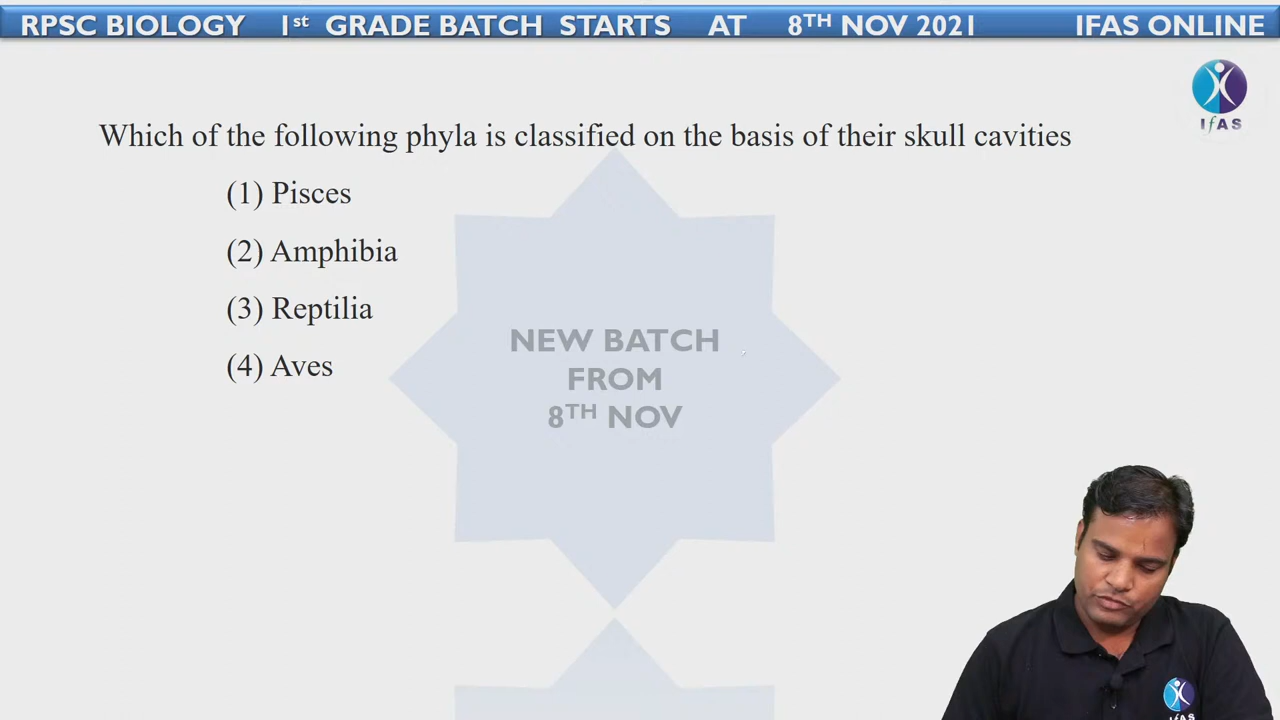 RPSC BIOLOGY 1st GRADE BATCH STARTS AT 8TH NOV 2021 IFAS ONLINE
IfAS
Which of the following phyla is classified on the basis of their skull cavities
(1) Pisces
(2) Amphibia
(3) Reptilia
(4) Aves
NEW BATCH
FROM
8TH NOV
IfAS